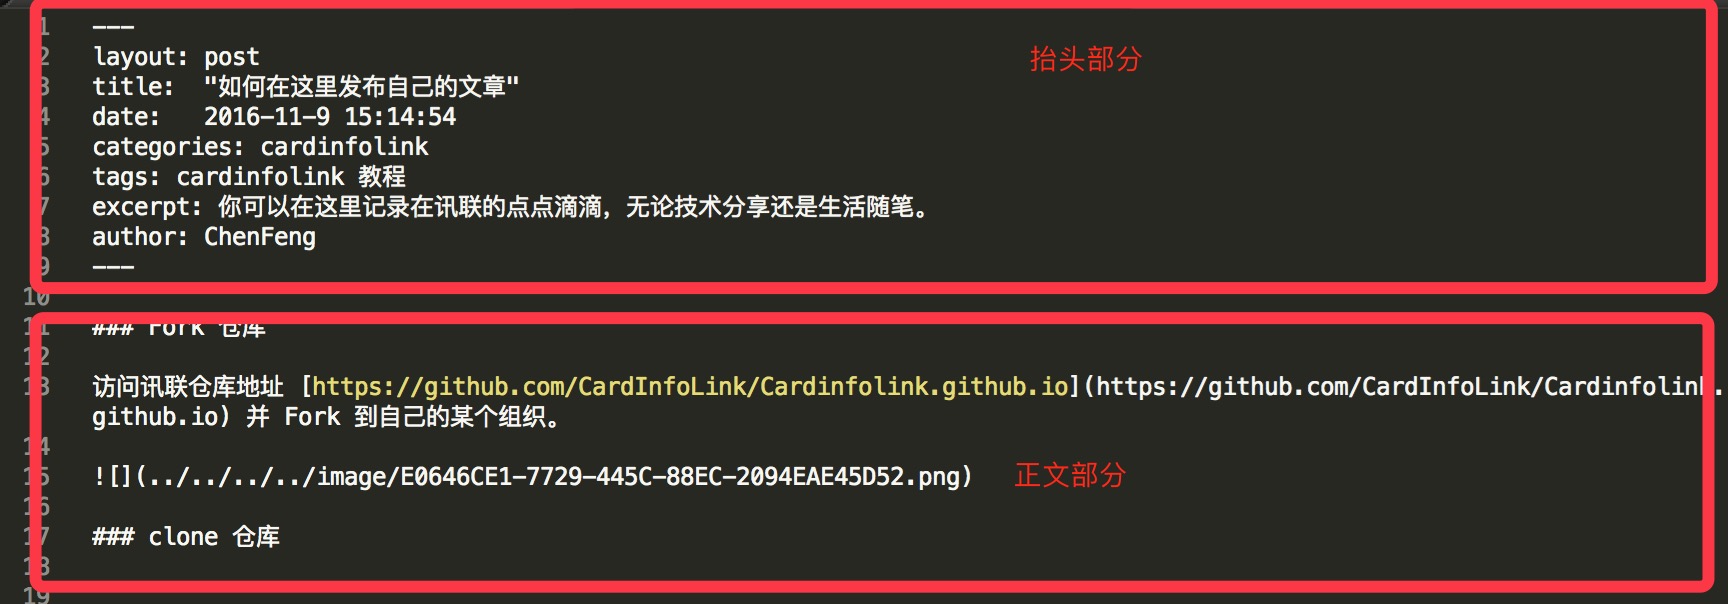 1 ---
2 layout: post 抬头部分
3 title:  "如何在这里发布自己的文章"
4 date:   2016-11-9 15:14:54
5 categories: cardinfolink
6 tags: cardinfolink 教程
7 excerpt: 你可以在这里记录在讯联的点点滴滴，无论技术分享还是生活随笔。
8 author: ChenFeng
9 ---
10
11 ### Fork 仓库
12
13 访问讯联仓库地址 [https://github.com/CardInfoLink/Cardinfolink.github.io](https://github.com/CardInfoLink/Cardinfolink.
github.io) 并 Fork 到自己的某个组织。
14
15 ![](../../../../image/E0646CE1-7729-445C-88EC-2094EAE45D52.png) 正文部分
16
17 ### clone 仓库
18
19